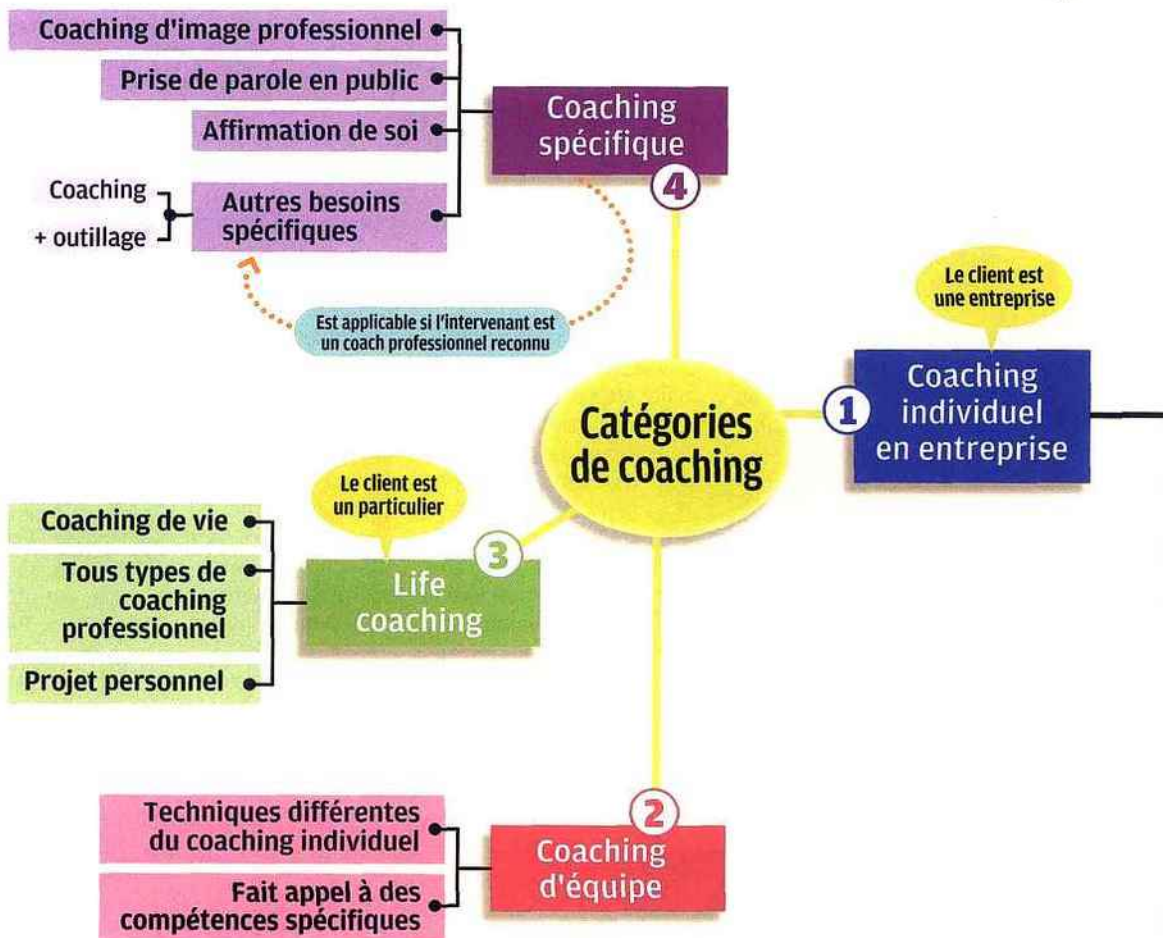 Coaching d'image professionnel
Prise de parole en public
Affirmation de soi
Autres besoins
spécifiques
Coaching
+ outillage
Coaching
spécifique
4
Est applicable si l'intervenant est
un coach professionnel reconnu
Le client est
une entreprise
1
Coaching
individuel
en entreprise
Catégories
de coaching
Le client est
un particulier
3
Life
coaching
Coaching de vie
Tous types de
coaching
professionnel
Projet personnel
2
Coaching
d'équipe
Techniques différentes
du coaching individuel
Fait appel à des
compétences spécifiques